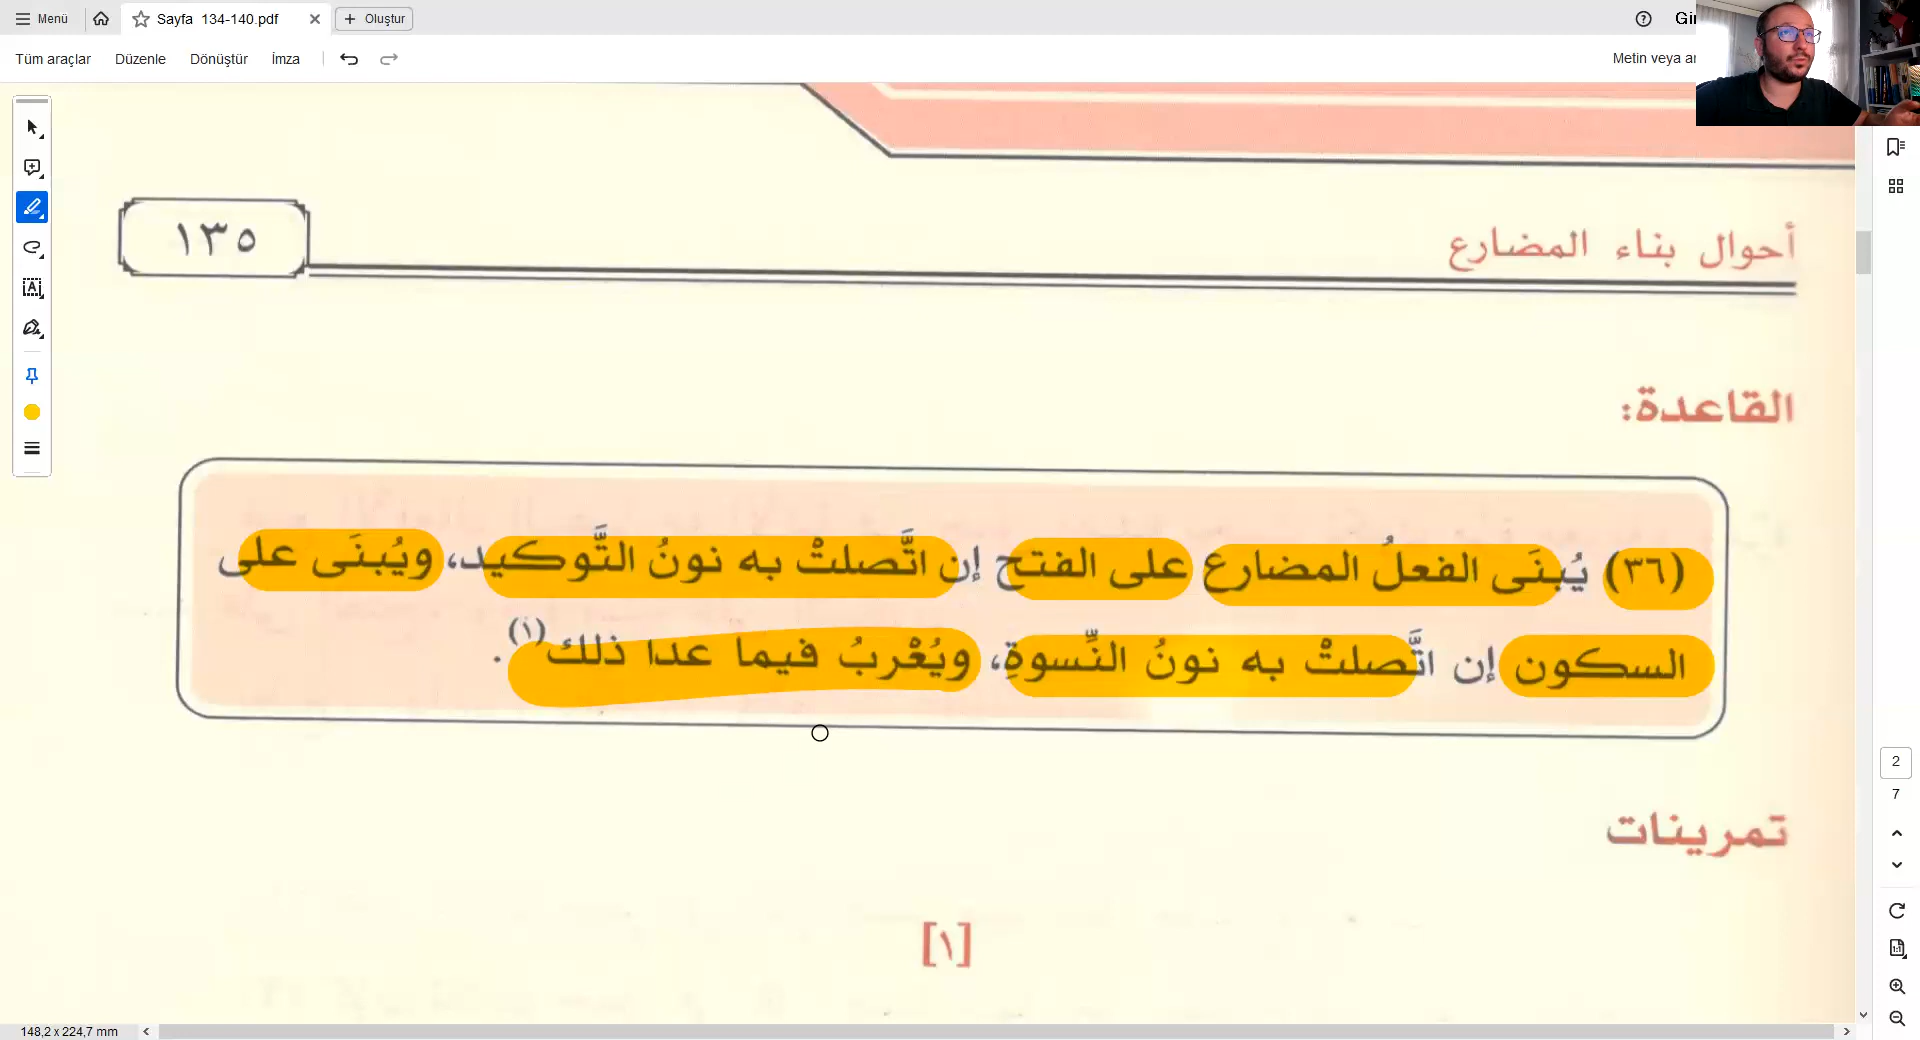 Menü
Sayfa 134-140.pdf
Oluştur
Tüm araçlar
Düzenle
Dönüştür
İmza
Metin veya
١٣٥
أحوال بناء المضارع
القاعدة:
(٣٦) يُبنَى الفعلُ المضارع على الفتح إن اتَّصلتْ به نونُ التَّوكيد، ويُبنَى على
السكون إن اتَّصلتْ به نونُ النِّسوةِ، ويُعْربُ فيما عدا ذلك(١).
تمرينات
[١]
2
7
148,2 x 224,7 mm